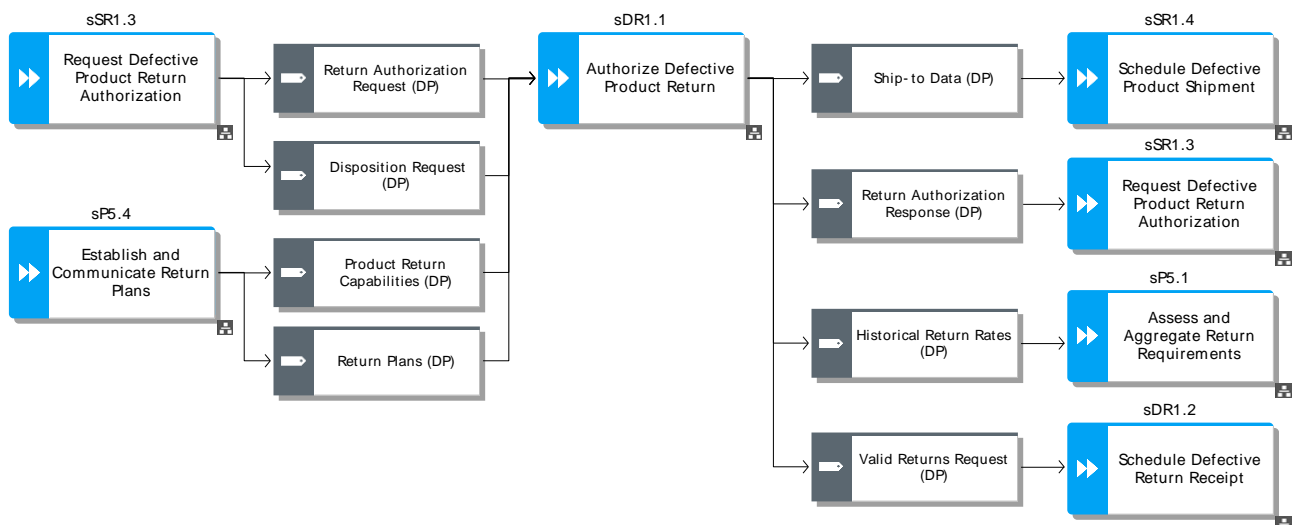 sSR1.3
Request Defective
Product Return
Authorization
Return Authorization
Request (DP)
Disposition Request
(DP)
sP5.4
Establish and
Communicate Return
Plans
Product Return
Capabilities (DP)
Return Plans (DP)
sDR1.1
Authorize Defective
Product Return
Ship-to Data (DP)
sSR1.4
Schedule Defective
Product Shipment
Return Authorization
Response (DP)
sSR1.3
Request Defective
Product Return
Authorization
Historical Return Rates
(DP)
sP5.1
Assess and
Aggregate Return
Requirements
Valid Returns Request
(DP)
sDR1.2
Schedule Defective
Return Receipt